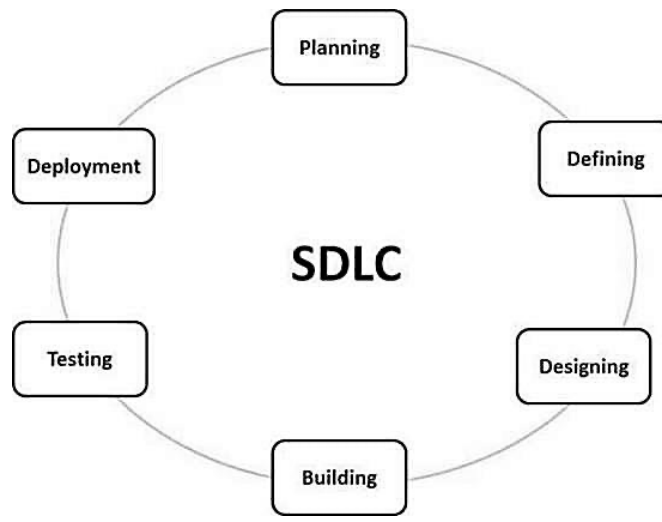 Planning
Defining
Designing
Building
Testing
Deployment
SDLC